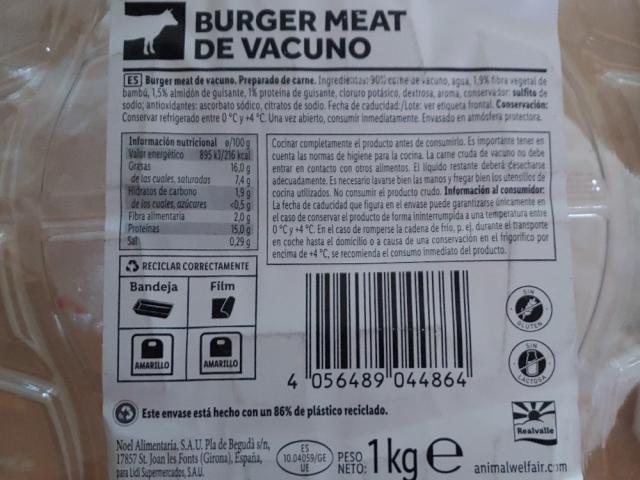 BURGER MEAT
DE VACUNO
ES Burger meat de vacuno. Preparado de carne. Ingredientes: 90% carne de vacuno, agua, 1,9% fibra vegetal de
bambú, 1,5% almidón de guisante, 1% proteína de guisante, cloruro potásico, dextrosa, aroma, conservador: sulfito de
sodio; antioxidantes: ascorbato sódico, citratos de sodio. Fecha de caducidad:/Lote: ver etiqueta frontal. Conservación:
Conservar refrigerado entre 0 °C y +4 °C. Una vez abierto, consumir inmediatamente. Envasado en atmósfera protectora.
Información nutricional ø/100 g
Valor energético 895 kJ/216 kcal
Grasas 16,0 g
de las cuales, saturadas 7,4 g
Hidratos de carbono 1,9 g
de los cuales, azúcares <0,5 g
Fibra alimentaria 2,0 g
Proteínas 15,0 g
Sal 0,29 g
Cocinar completamente el producto antes de consumirlo. Es importante tener en
cuenta las normas de higiene para la cocina. La carne cruda de vacuno no debe
entrar en contacto con otros alimentos. El líquido restante deberá desecharse
adecuadamente. Es necesario lavarse bien las manos y fregar bien los utensilios de
cocina utilizados. No consumir el producto crudo. Información al consumidor:
La fecha de caducidad que figura en el envase puede garantizarse únicamente en
el caso de conservar el producto de forma ininterrumpida a una temperatura entre
0 °C y +4 °C. En el caso de romperse la cadena de frío, p. ej. durante el transporte
en coche hasta el domicilio o a causa de una conservación en el frigorífico por
encima de +4 °C, se recomienda el consumo inmediato del producto.
RECICLAR CORRECTAMENTE
Bandeja Film
AMARILLO AMARILLO
4 056489 044864
SIN
GLUTEN
SIN
LACTOSA
Este envase está hecho con un 86% de plástico reciclado.
Noel Alimentaria, S.A.U. Pla de Begudà s/n,
17857 St. Joan les Fonts (Girona), España,
para Lidl Supermercados, S.A.U.
ES
10.04059/GE
UE
PESO
NETO: 1 kg e
Realvalle
animalwelfair.com